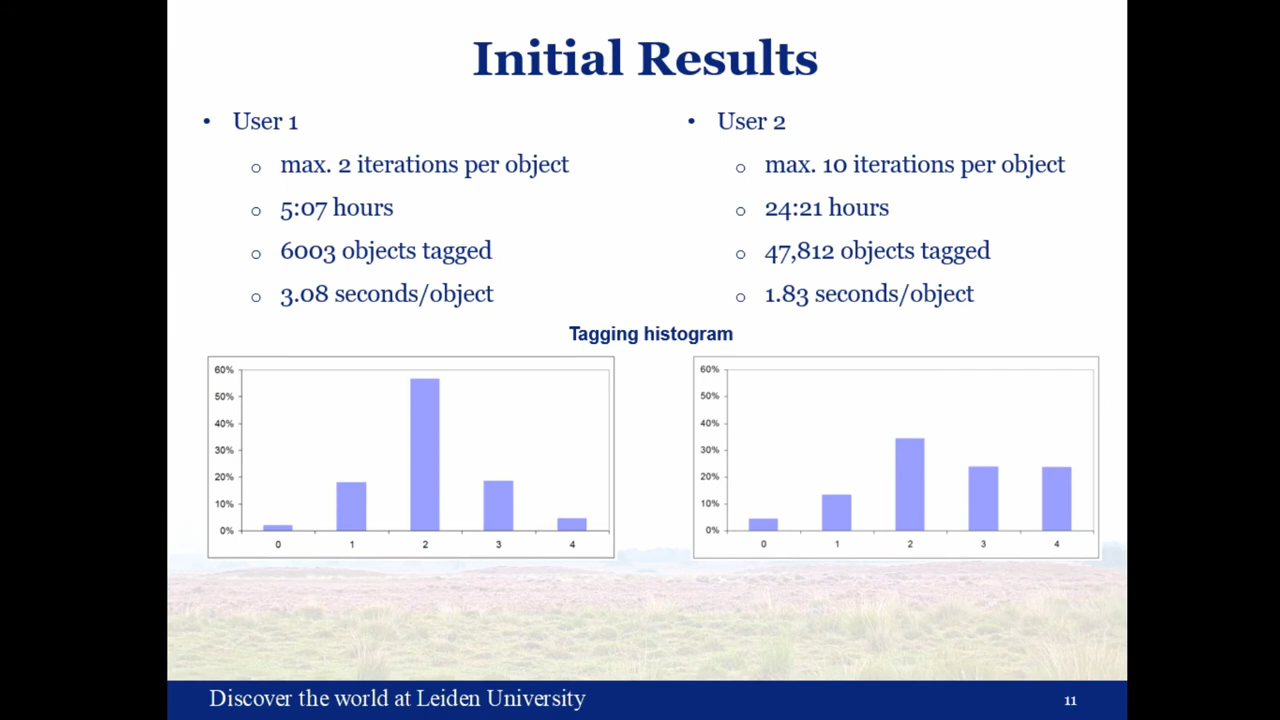 Initial Results
• User 1
o max. 2 iterations per object
o 5:07 hours
o 6003 objects tagged
o 3.08 seconds/object
• User 2
o max. 10 iterations per object
o 24:21 hours
o 47,812 objects tagged
o 1.83 seconds/object
Tagging histogram
60%
50%
40%
30%
20%
10%
0%
0 1 2 3 4
60%
50%
40%
30%
20%
10%
0%
0 1 2 3 4
Discover the world at Leiden University
11